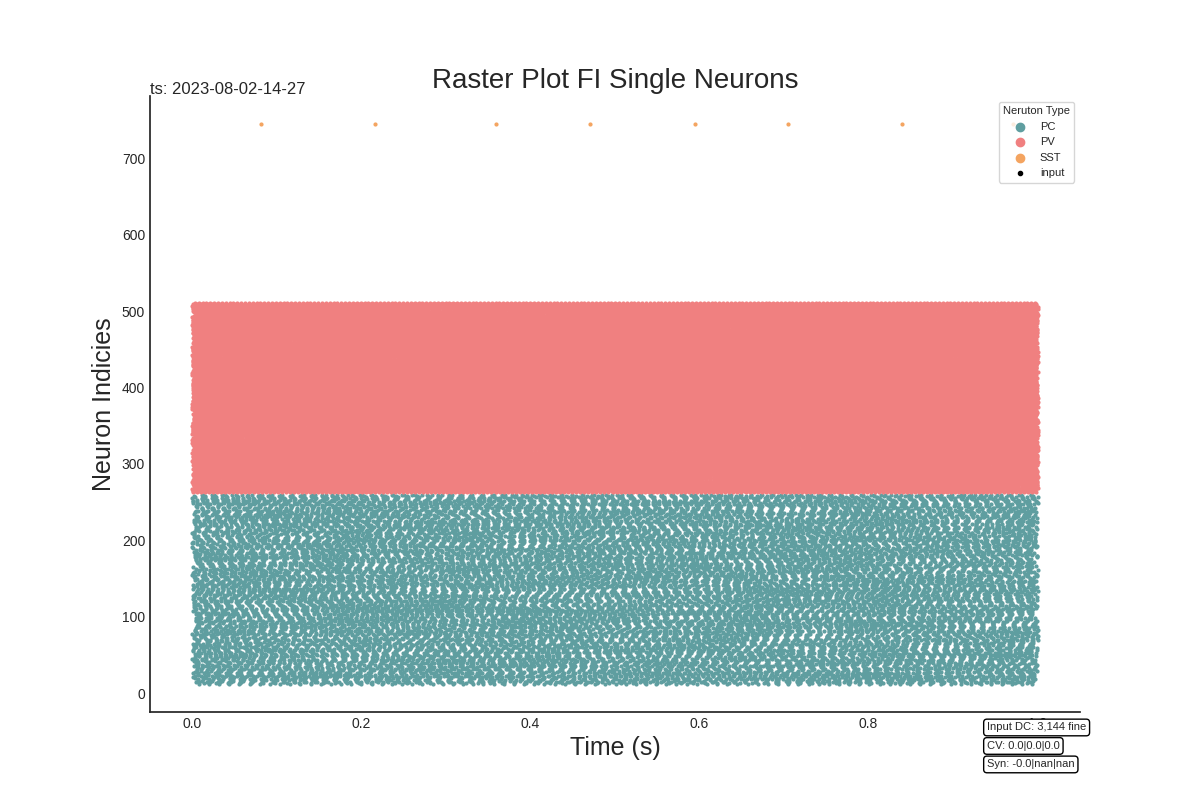 Raster Plot FI Single Neurons
ts: 2023-08-02-14-27
Neruton Type
PC
PV
SST
input
700
600
500
400
300
200
100
0
Neuron Indicies
0.0 0.2 0.4 0.6 0.8
Time (s)
Input DC: 3,144 fine
CV: 0.0|0.0|0.0
Syn: -0.0|nan|nan